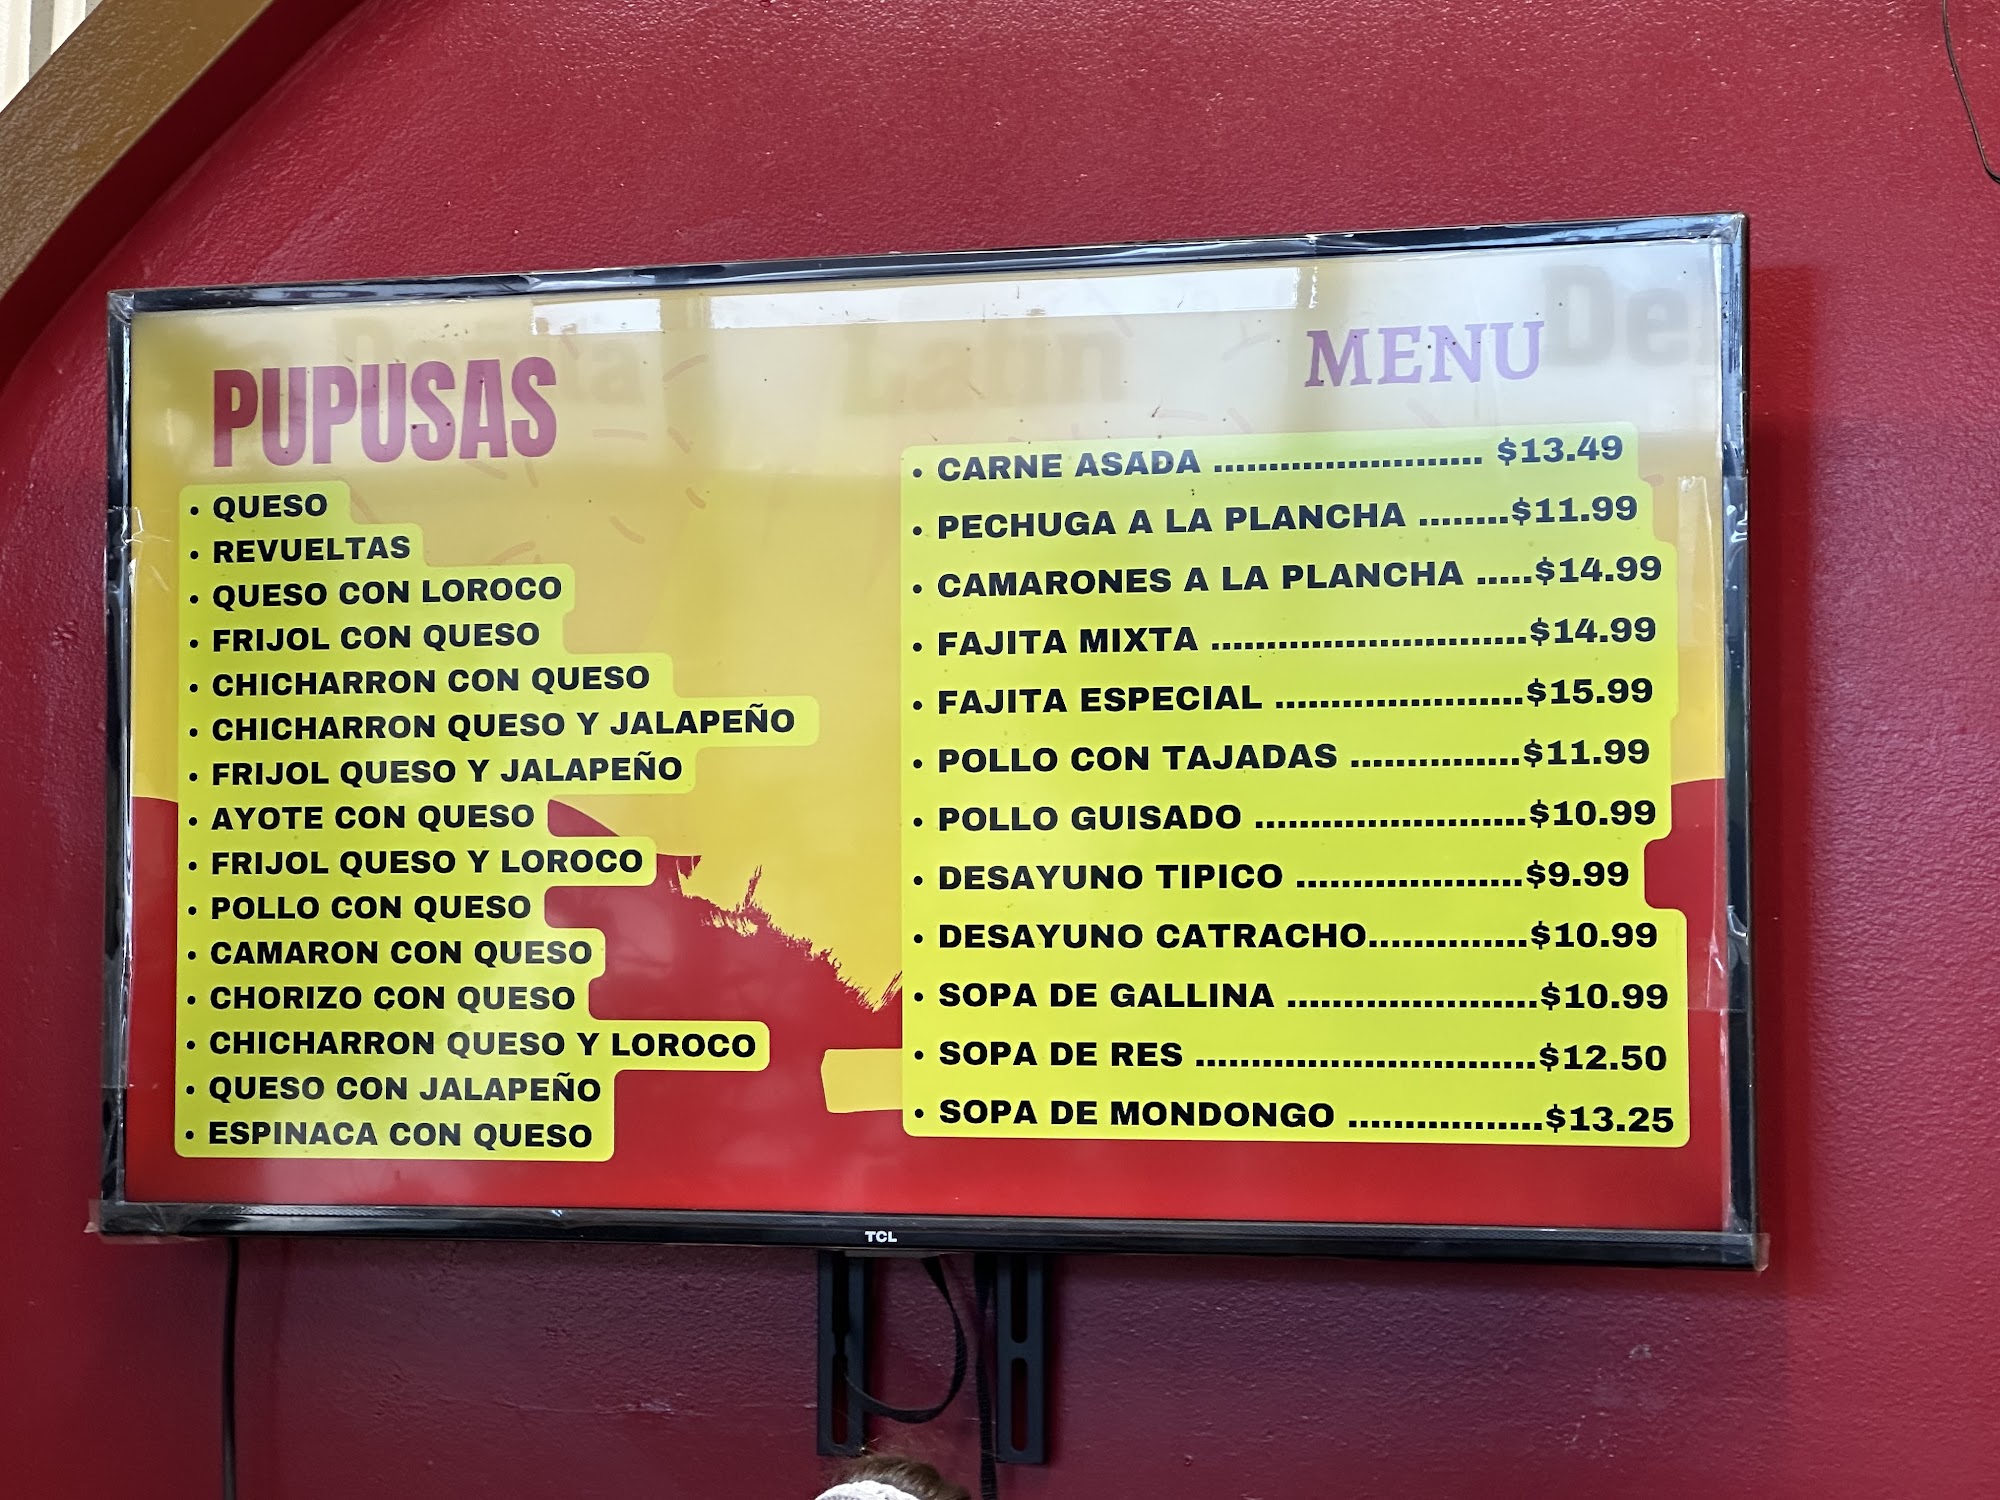 PUPUSAS
• QUESO
• REVUELTAS
• QUESO CON LOROCO
• FRIJOL CON QUESO
• CHICHARRON CON QUESO
• CHICHARRON QUESO Y JALAPEÑO
• FRIJOL QUESO Y JALAPEÑO
• AYOTE CON QUESO
• FRIJOL QUESO Y LOROCO
• POLLO CON QUESO
• CAMARON CON QUESO
• CHORIZO CON QUESO
• CHICHARRON QUESO Y LOROCO
• QUESO CON JALAPEÑO
• ESPINACA CON QUESO
MENU
• CARNE ASADA ........................ $13.49
• PECHUGA A LA PLANCHA ........$11.99
• CAMARONES A LA PLANCHA .....$14.99
• FAJITA MIXTA ............................$14.99
• FAJITA ESPECIAL ......................$15.99
• POLLO CON TAJADAS ...............$11.99
• POLLO GUISADO ........................$10.99
• DESAYUNO TIPICO ....................$9.99
• DESAYUNO CATRACHO..............$10.99
• SOPA DE GALLINA ......................$10.99
• SOPA DE RES ..............................$12.50
• SOPA DE MONDONGO .................$13.25
Latin
TCL